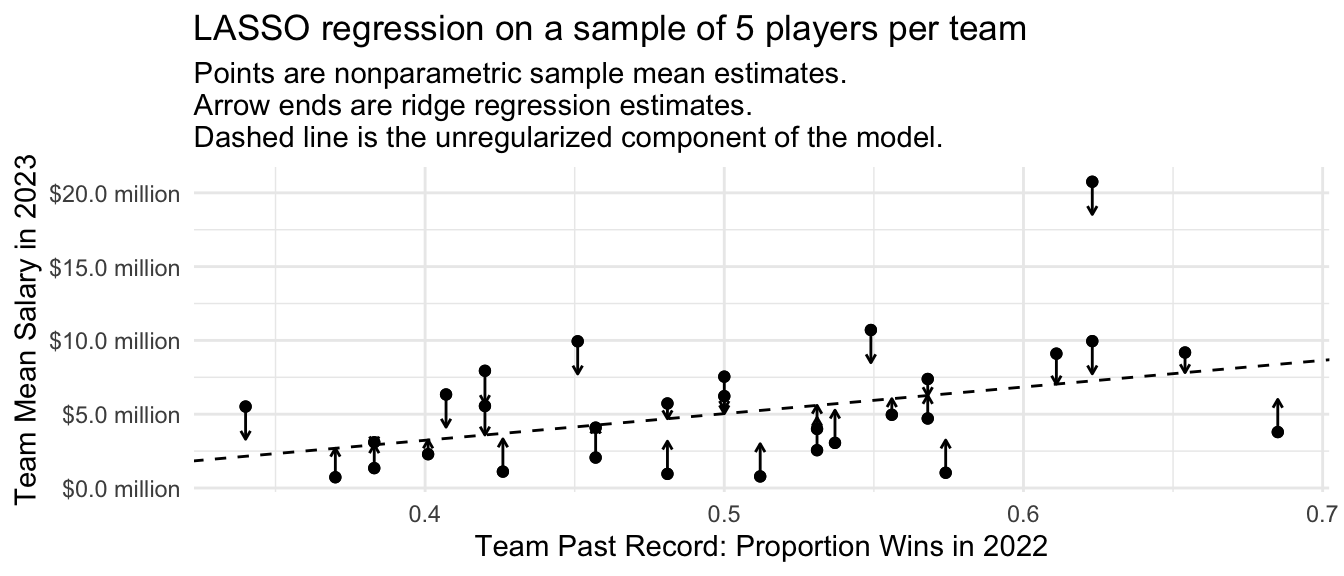 LASSO regression on a sample of 5 players per team
Points are nonparametric sample mean estimates.
Arrow ends are ridge regression estimates.
Dashed line is the unregularized component of the model.
Team Mean Salary in 2023
$20.0 million
$15.0 million
$10.0 million
$5.0 million
$0.0 million
0.4
0.5
0.6
0.7
Team Past Record: Proportion Wins in 2022